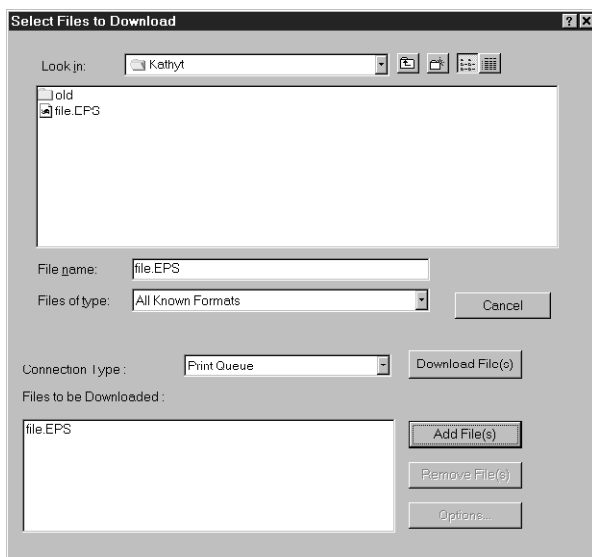 Select Files to Download
Look in: Kathyt
old
file.EPS
File name: file.EPS
Files of type: All Known Formats
Cancel
Connection Type : Print Queue
Download File(s)
Files to be Downloaded :
file.EPS
Add File(s)
Remove File(s)
Options...